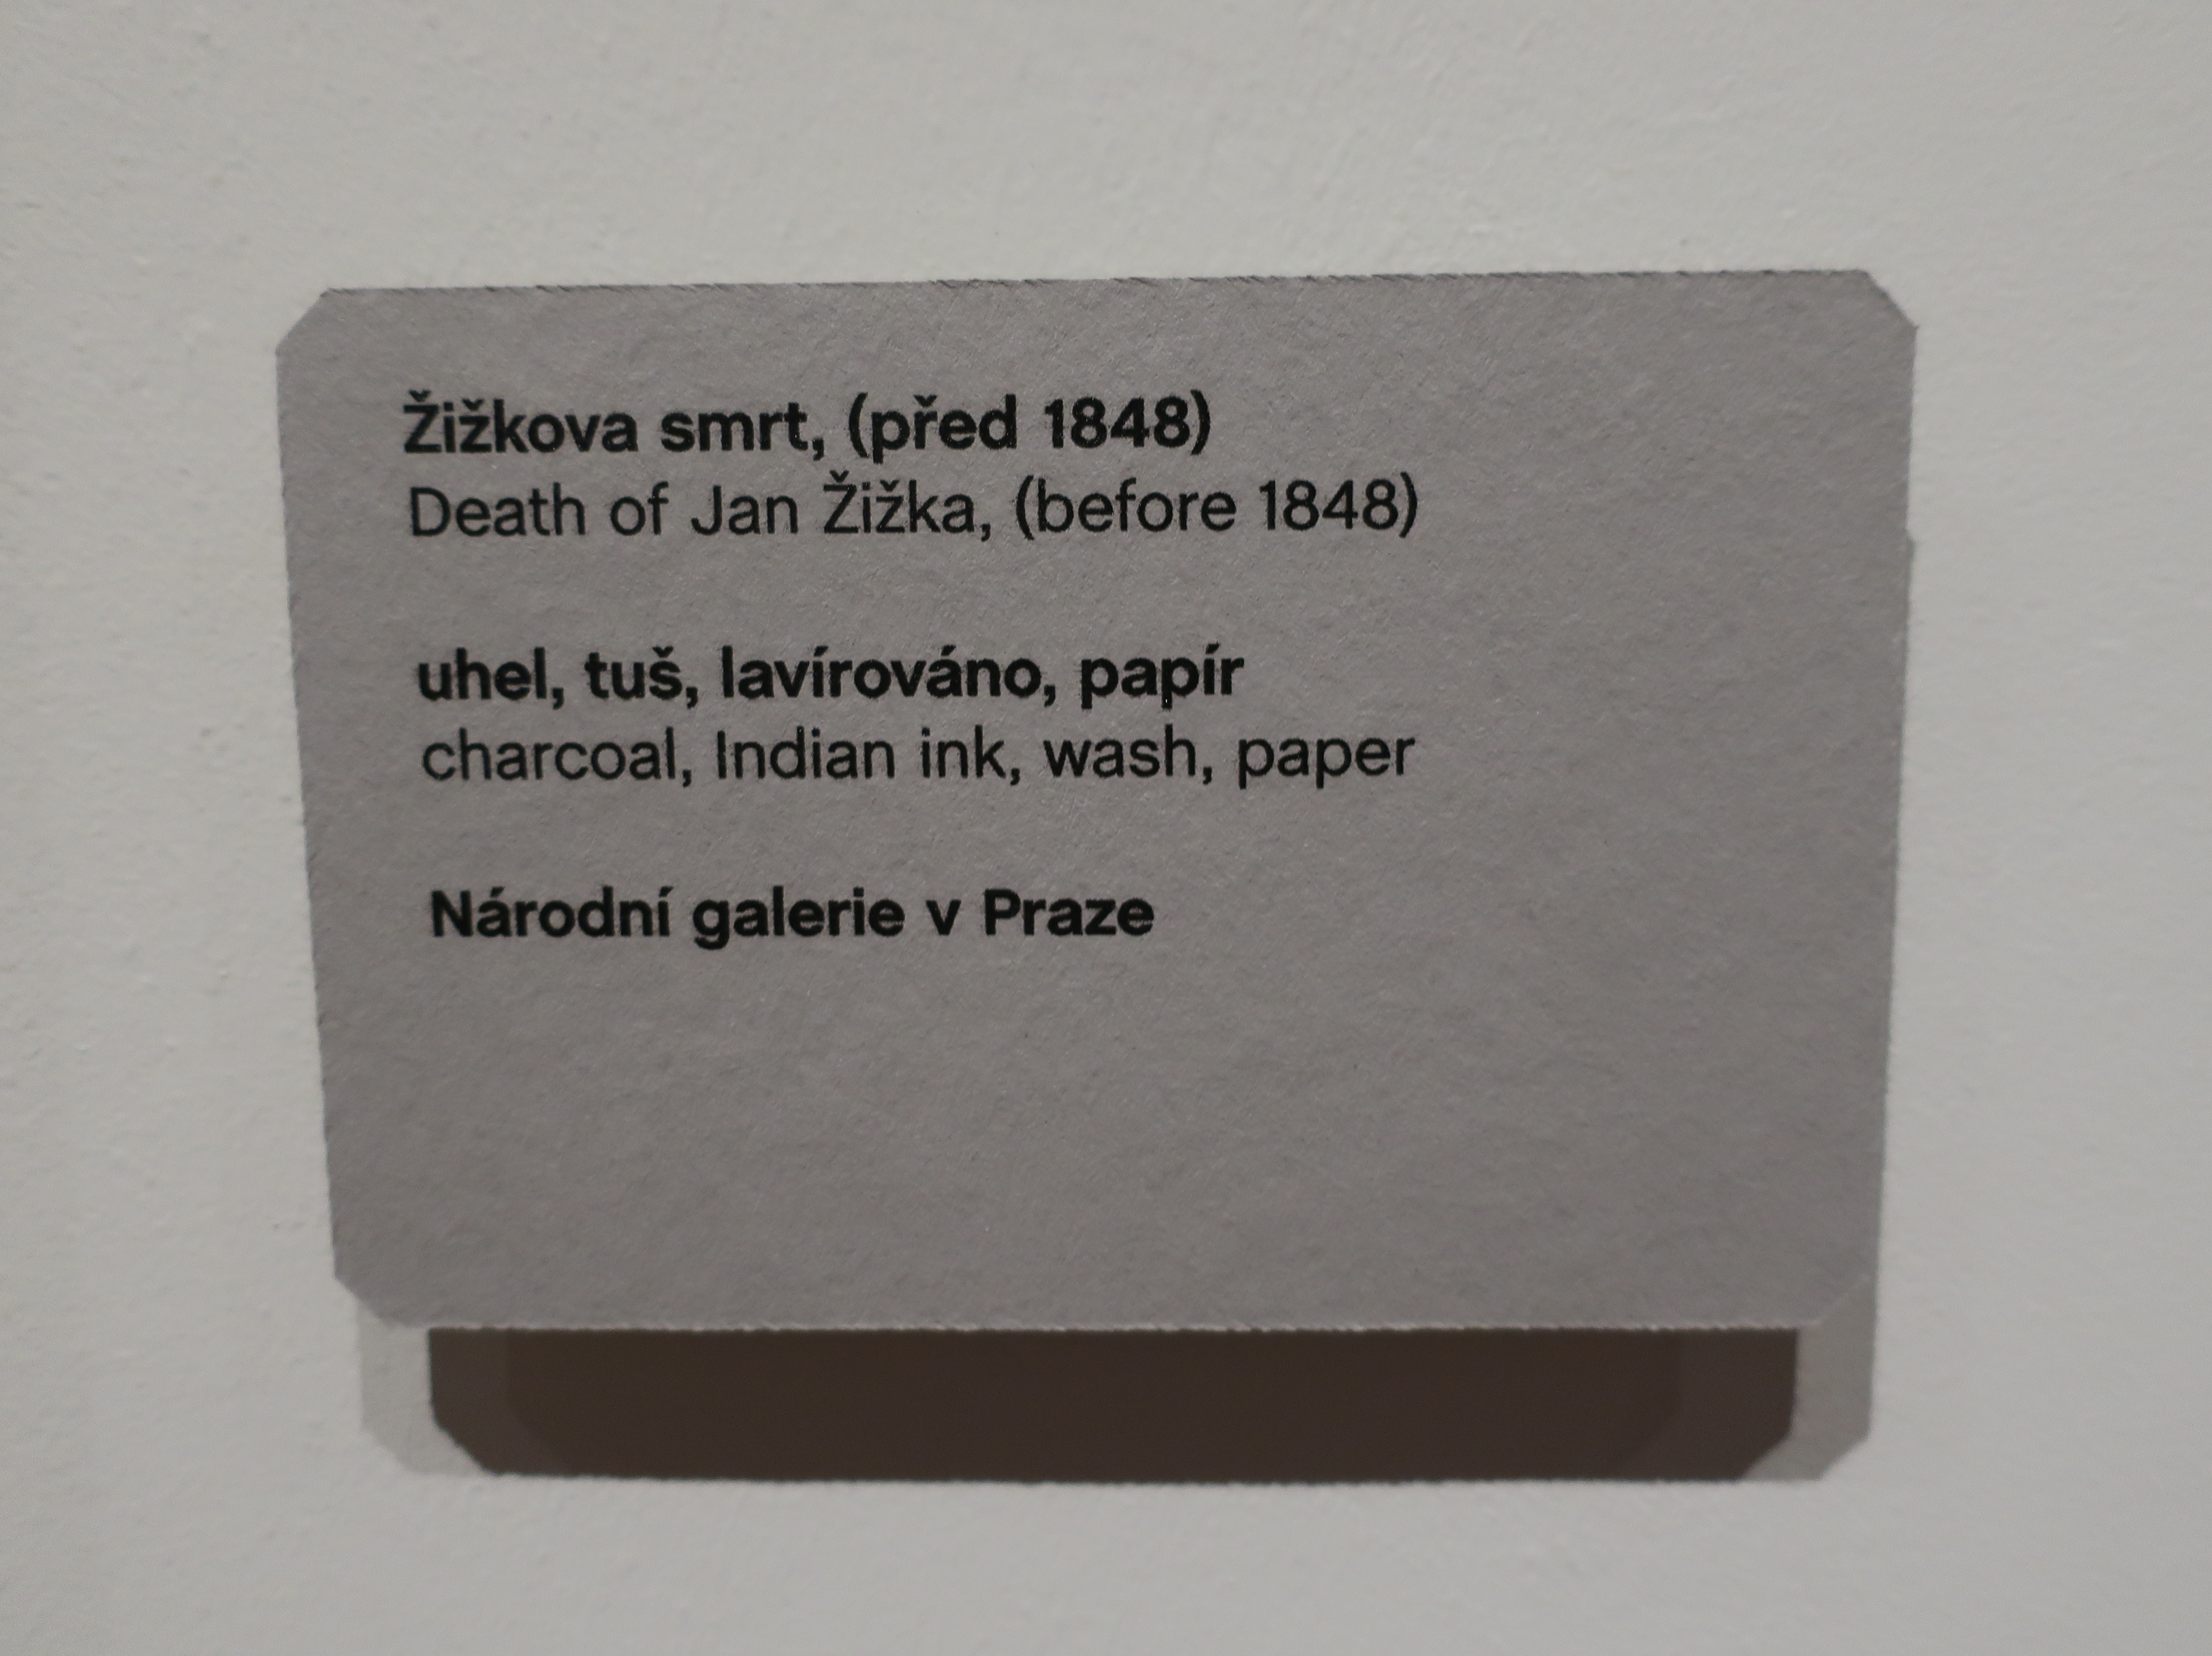 Žižkova smrt, (před 1848)
Death of Jan Žižka, (before 1848)
uhel, tuš, lavírováno, papír
charcoal, Indian ink, wash, paper
Národní galerie v Praze